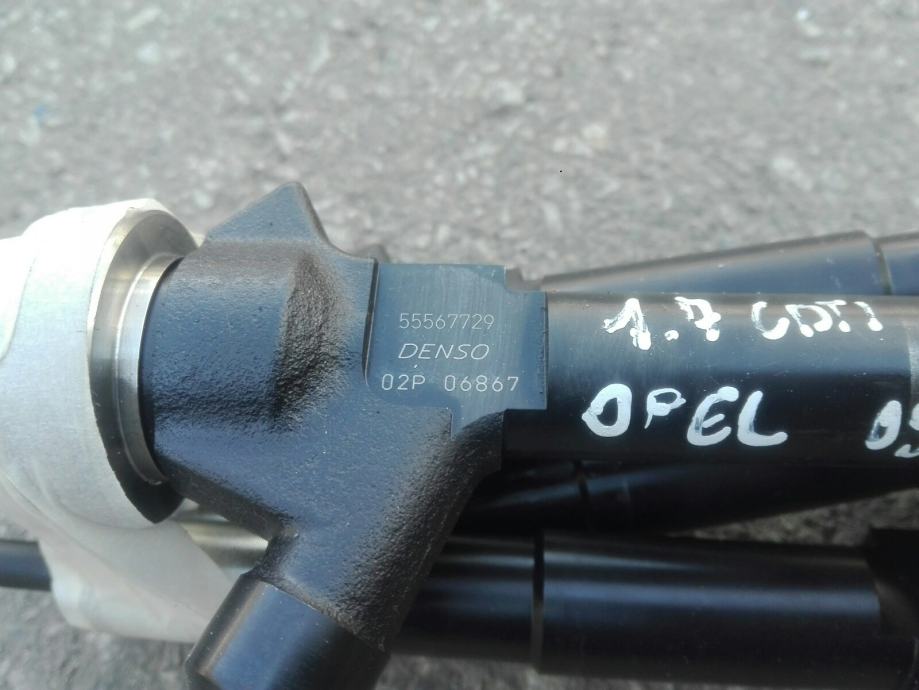 55567729
DENSO
02P 06867
1.7 CDTI
OPEL